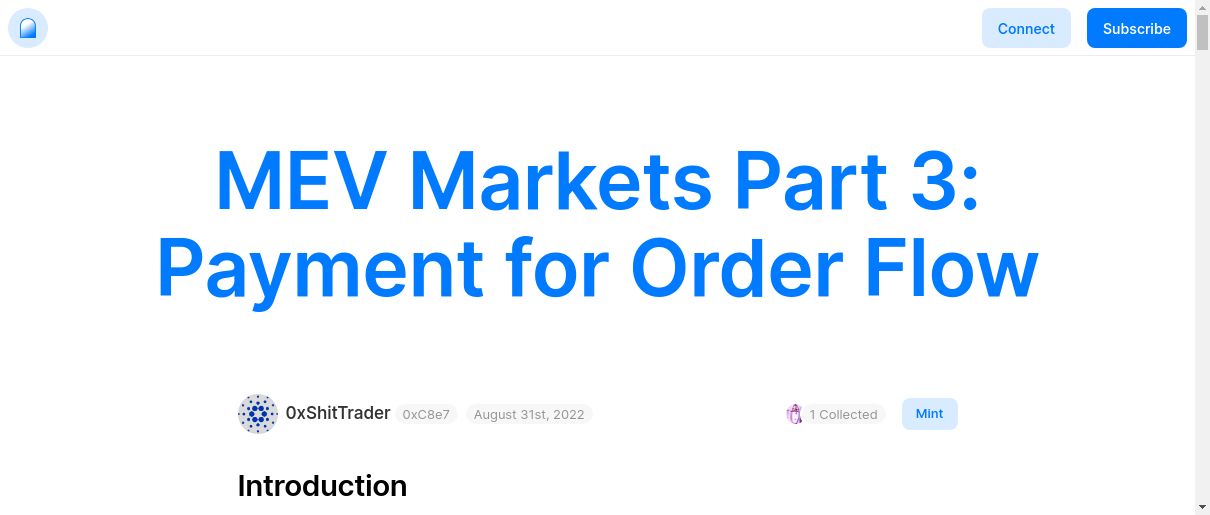 Connect
Subscribe
MEV Markets Part 3:
Payment for Order Flow
0xShitTrader 0xC8e7 August 31st, 2022 1 Collected Mint
Introduction